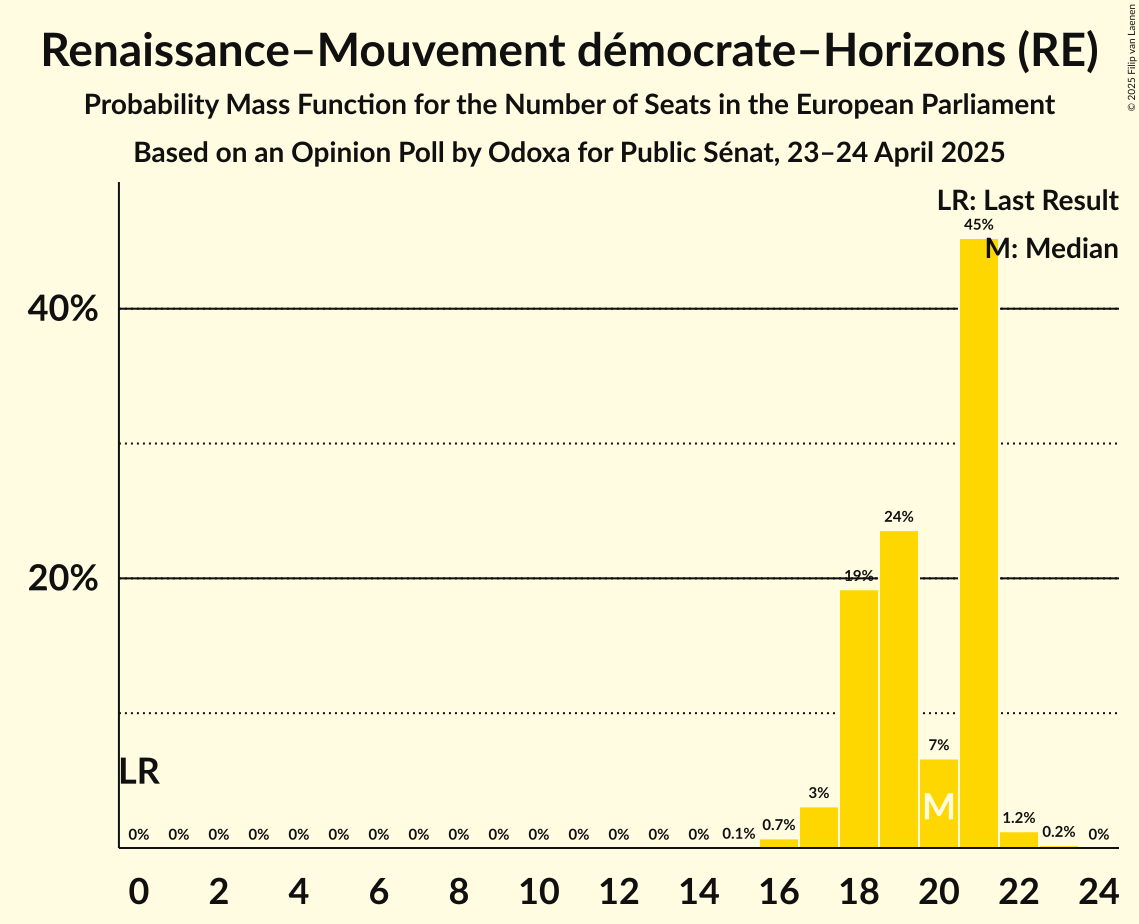 Renaissance–Mouvement démocrate–Horizons (RE)
Probability Mass Function for the Number of Seats in the European Parliament
Based on an Opinion Poll by Odoxa for Public Sénat, 23–24 April 2025
© 2025 Filip van Laenen
LR: Last Result
M: Median
45%
40%
24%
20%
19%
7%
LR
3%
M
0% 0% 0% 0% 0% 0% 0% 0% 0% 0% 0% 0% 0% 0% 0% 0.1% 0.7% 1.2% 0.2% 0%
0 2 4 6 8 10 12 14 16 18 20 22 24